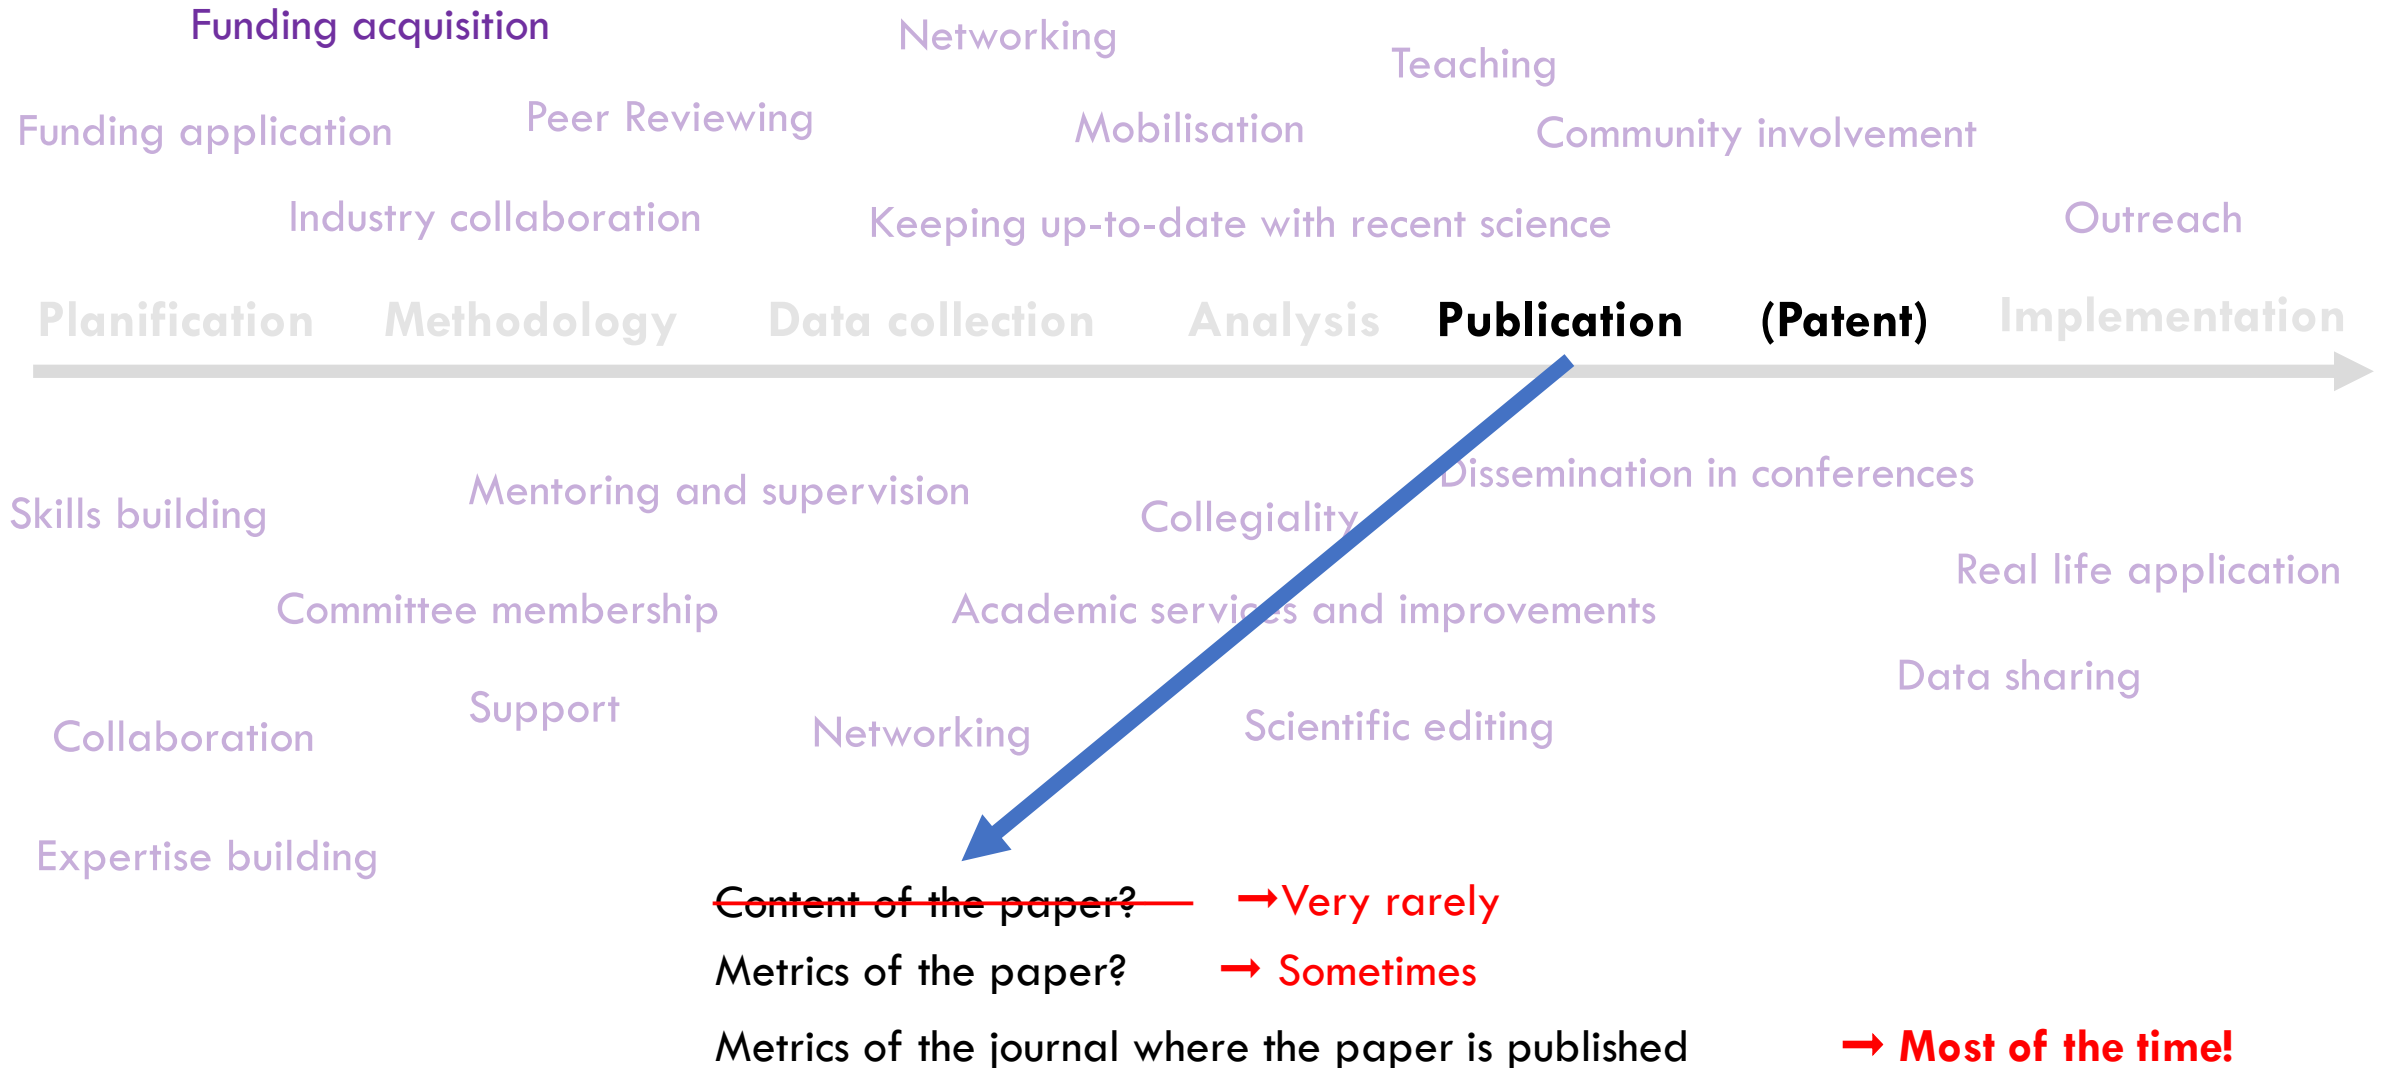 Funding acquisition
Networking
Teaching
Funding application
Peer Reviewing
Mobilisation
Community involvement
Industry collaboration
Keeping up-to-date with recent science
Outreach
Planification
Methodology
Data collection
Analysis
Publication
(Patent)
Implementation
Skills building
Mentoring and supervision
Collegiality
Dissemination in conferences
Committee membership
Academic services and improvements
Real life application
Collaboration
Support
Networking
Scientific editing
Data sharing
Expertise building
Content of the paper? ➞Very rarely
Metrics of the paper? ➞ Sometimes
Metrics of the journal where the paper is published ➞ Most of the time!